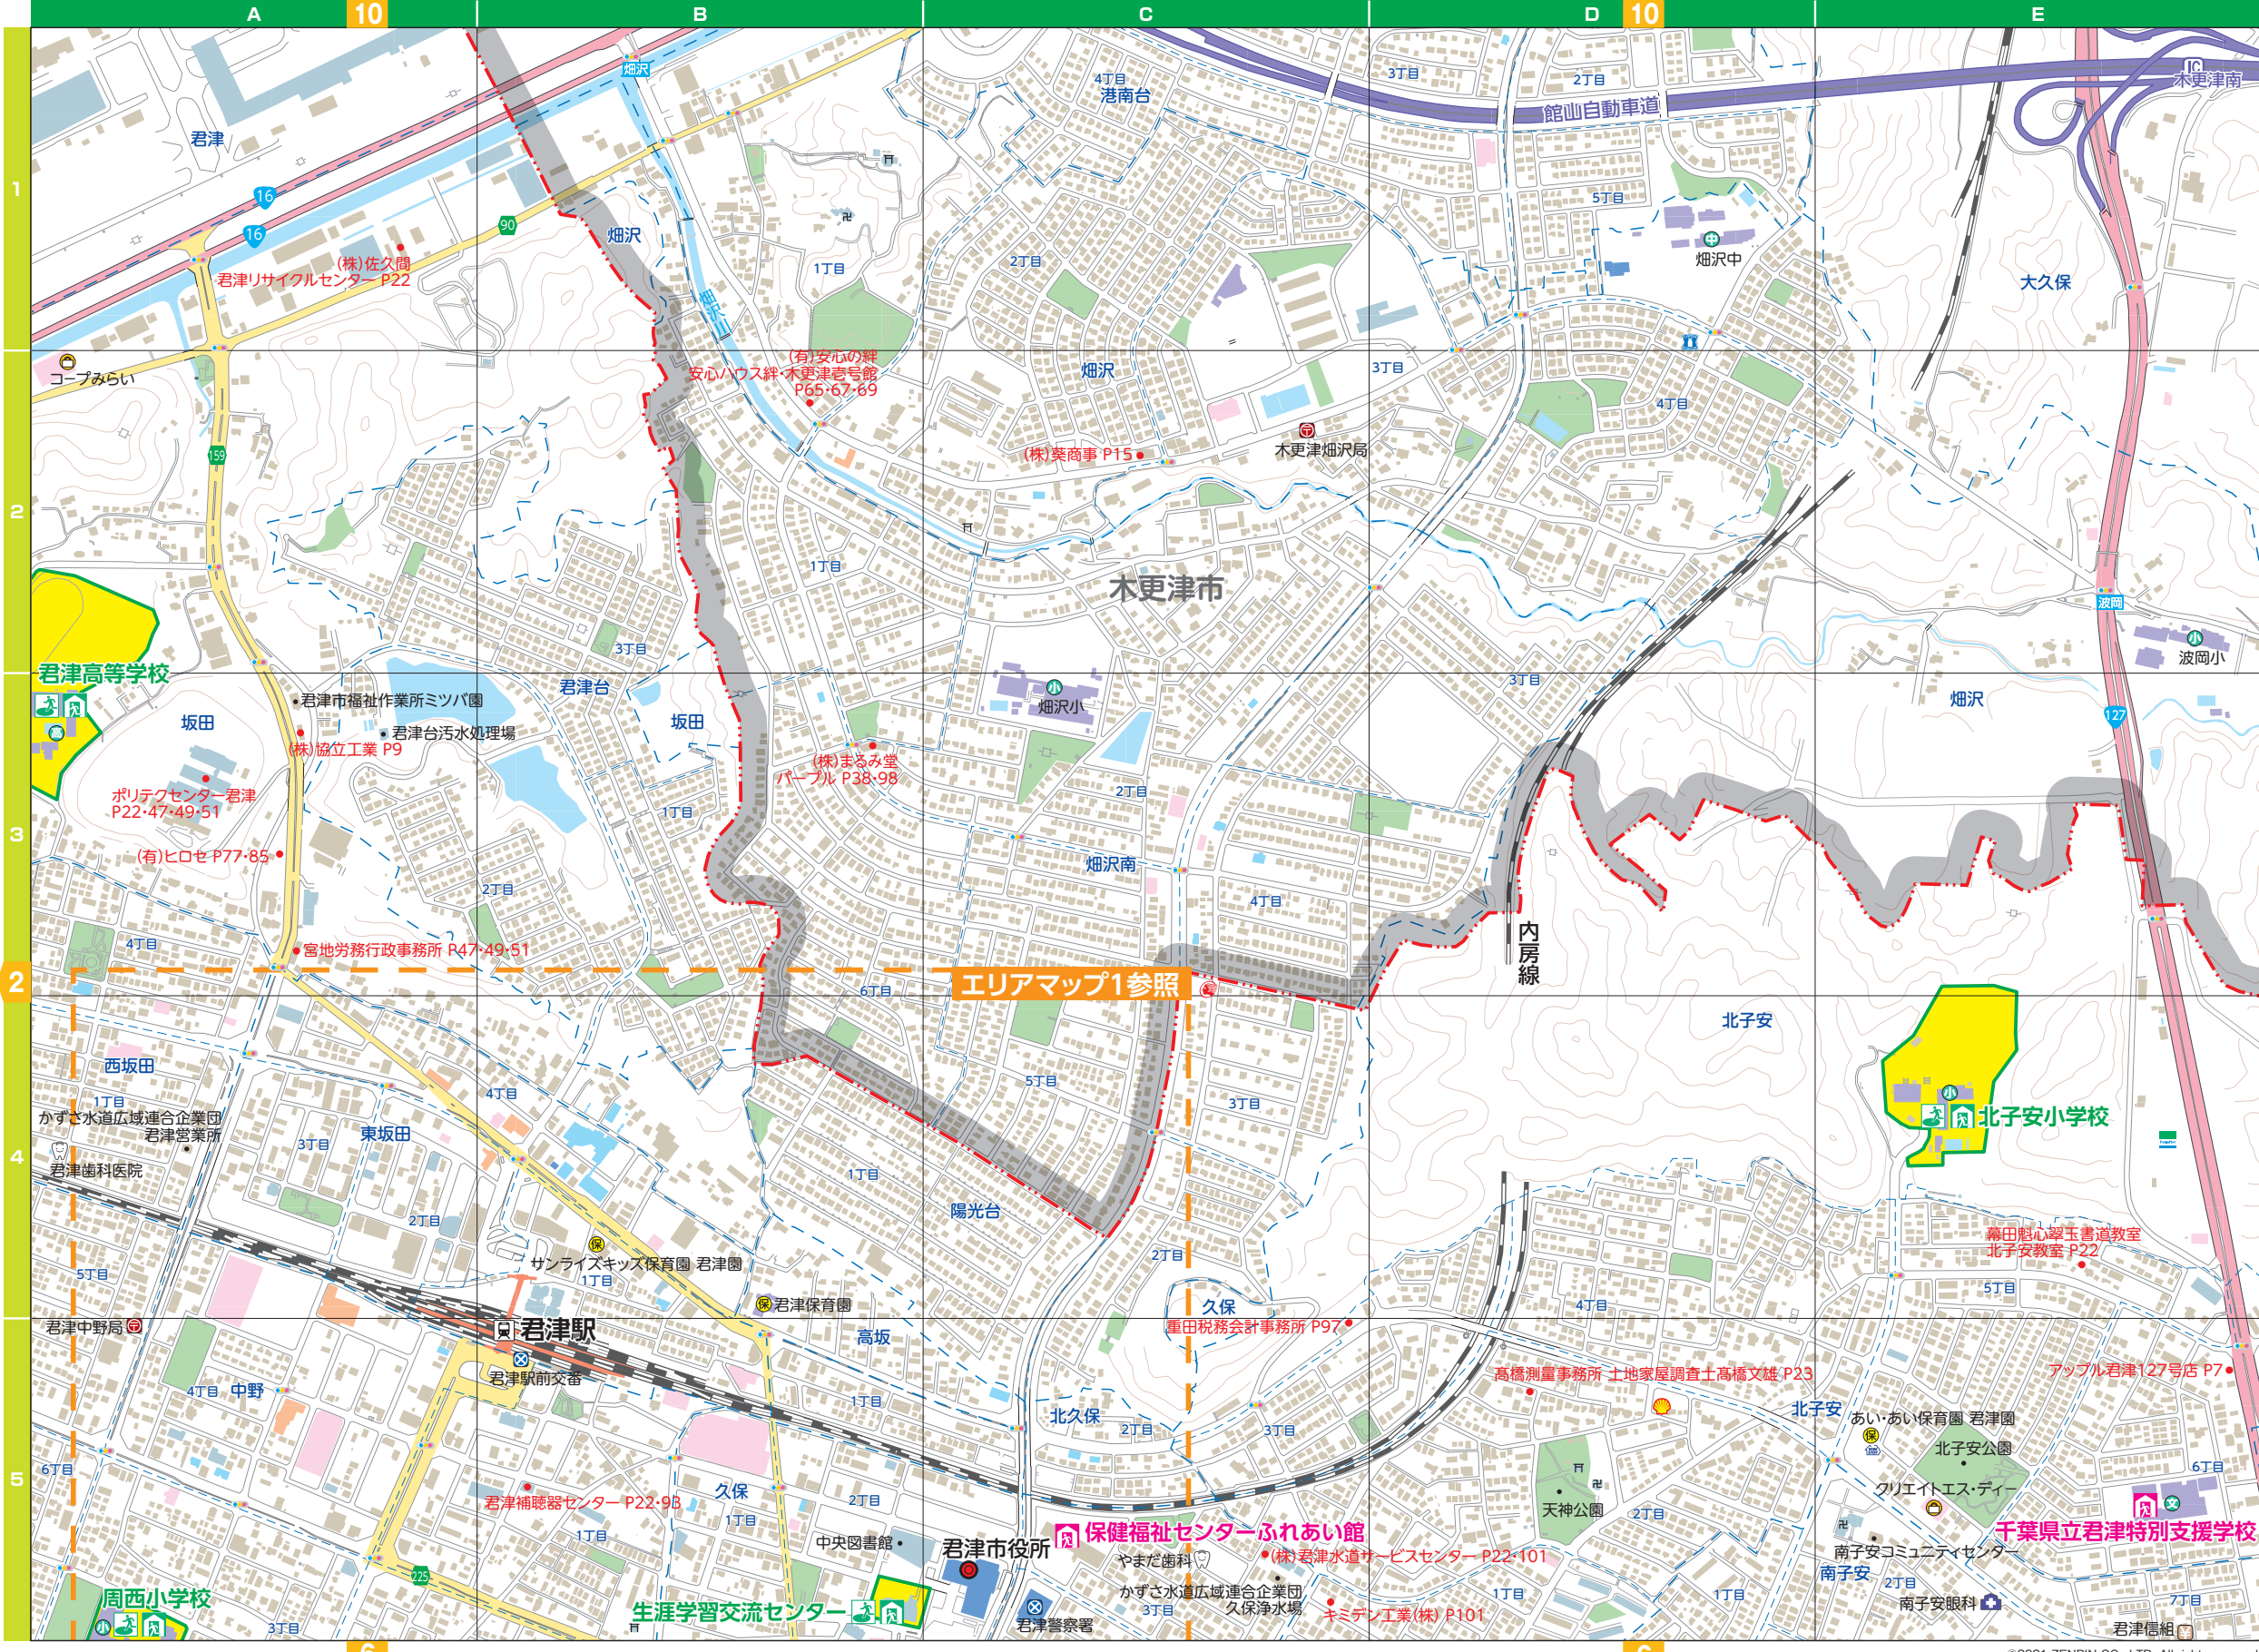 A
10
B
C
D
10
E
1
2
3
2
4
5
君津
16
16
90
畑沢
畑沢
(株)佐久間
君津リサイクルセンター P22
コープみらい
159
畑沢川
1丁目
(有)安心の絆
安心ハウス絆・木更津壱号館
P65・67・69
4丁目
港南台
2丁目
畑沢
(株)葵商事 P15
木更津畑沢局
木更津市
3丁目
2丁目
館山自動車道
5丁目
畑沢中
3丁目
4丁目
IC
木更津南
大久保
波岡
小
波岡小
127
畑沢
君津高等学校
高
坂田
君津市福祉作業所ミツバ園
君津台汚水処理場
(株)協立工業 P9
ポリテクセンター君津
P22・47・49・51
(有)ヒロセ P77・85
宮地労務行政事務所 P47・49・51
4丁目
3丁目
君津台
坂田
1丁目
2丁目
1丁目
(株)まるみ堂
パープル P38・98
小
畑沢小
2丁目
畑沢南
4丁目
3丁目
内房線
6丁目
エリアマップ1参照
5丁目
3丁目
北子安
小
北子安小学校
西坂田
1丁目
かずさ水道広域連合企業団
君津営業所
君津歯科医院
3丁目
東坂田
4丁目
2丁目
5丁目
サンライズキッズ保育園 君津園
1丁目
保
保
君津保育園
1丁目
陽光台
2丁目
久保
重田税務会計事務所 P97
4丁目
幕田魁心翠玉書道教室
北子安教室 P22
5丁目
君津中野局
君津駅
君津駅前交番
高坂
4丁目 中野
1丁目
北久保
2丁目
3丁目
髙橋測量事務所 土地家屋調査士髙橋文雄 P23
アップル君津127号店 P7
北子安
あい・あい保育園 君津園
保
北子安公園
6丁目
クリエイトエス・ディー
文
千葉県立君津特別支援学校
6丁目
君津補聴器センター P22・93
久保
1丁目
1丁目
2丁目
中央図書館
君津市役所
保健福祉センターふれあい館
やまだ歯科
(株)君津水道サービスセンター P22・101
かずさ水道広域連合企業団
久保浄水場
3丁目
キミデン工業(株) P101
天神公園
2丁目
1丁目
1丁目
南子安コミュニティセンター
南子安
2丁目
南子安眼科
7丁目
君津信組
225
周西小学校
小
3丁目
生涯学習交流センター
君津警察署